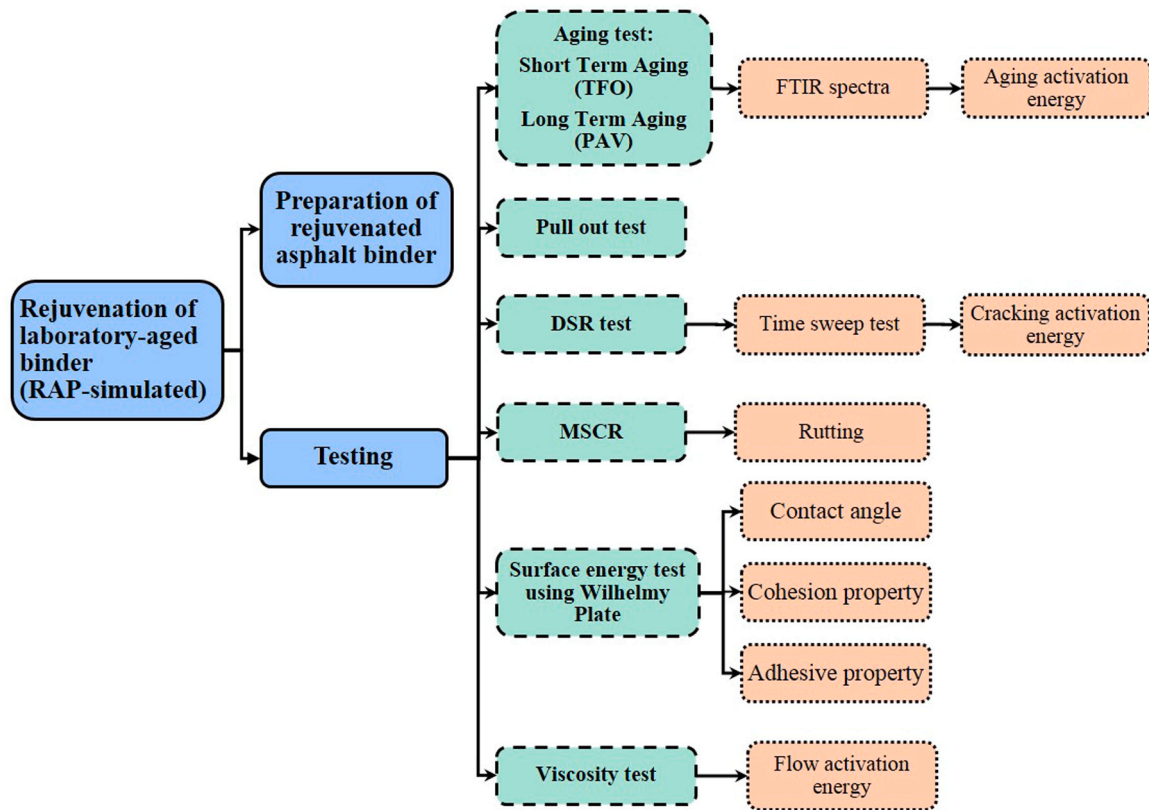 Rejuvenation of
laboratory-aged
binder
(RAP-simulated)
Preparation of
rejuvenated
asphalt binder
Testing
Aging test:
Short Term Aging
(TFO)
Long Term Aging
(PAV)
FTIR spectra
Aging activation
energy
Pull out test
DSR test
Time sweep test
Cracking activation
energy
MSCR
Rutting
Surface energy test
using Wilhelmy
Plate
Contact angle
Cohesion property
Adhesive property
Viscosity test
Flow activation
energy